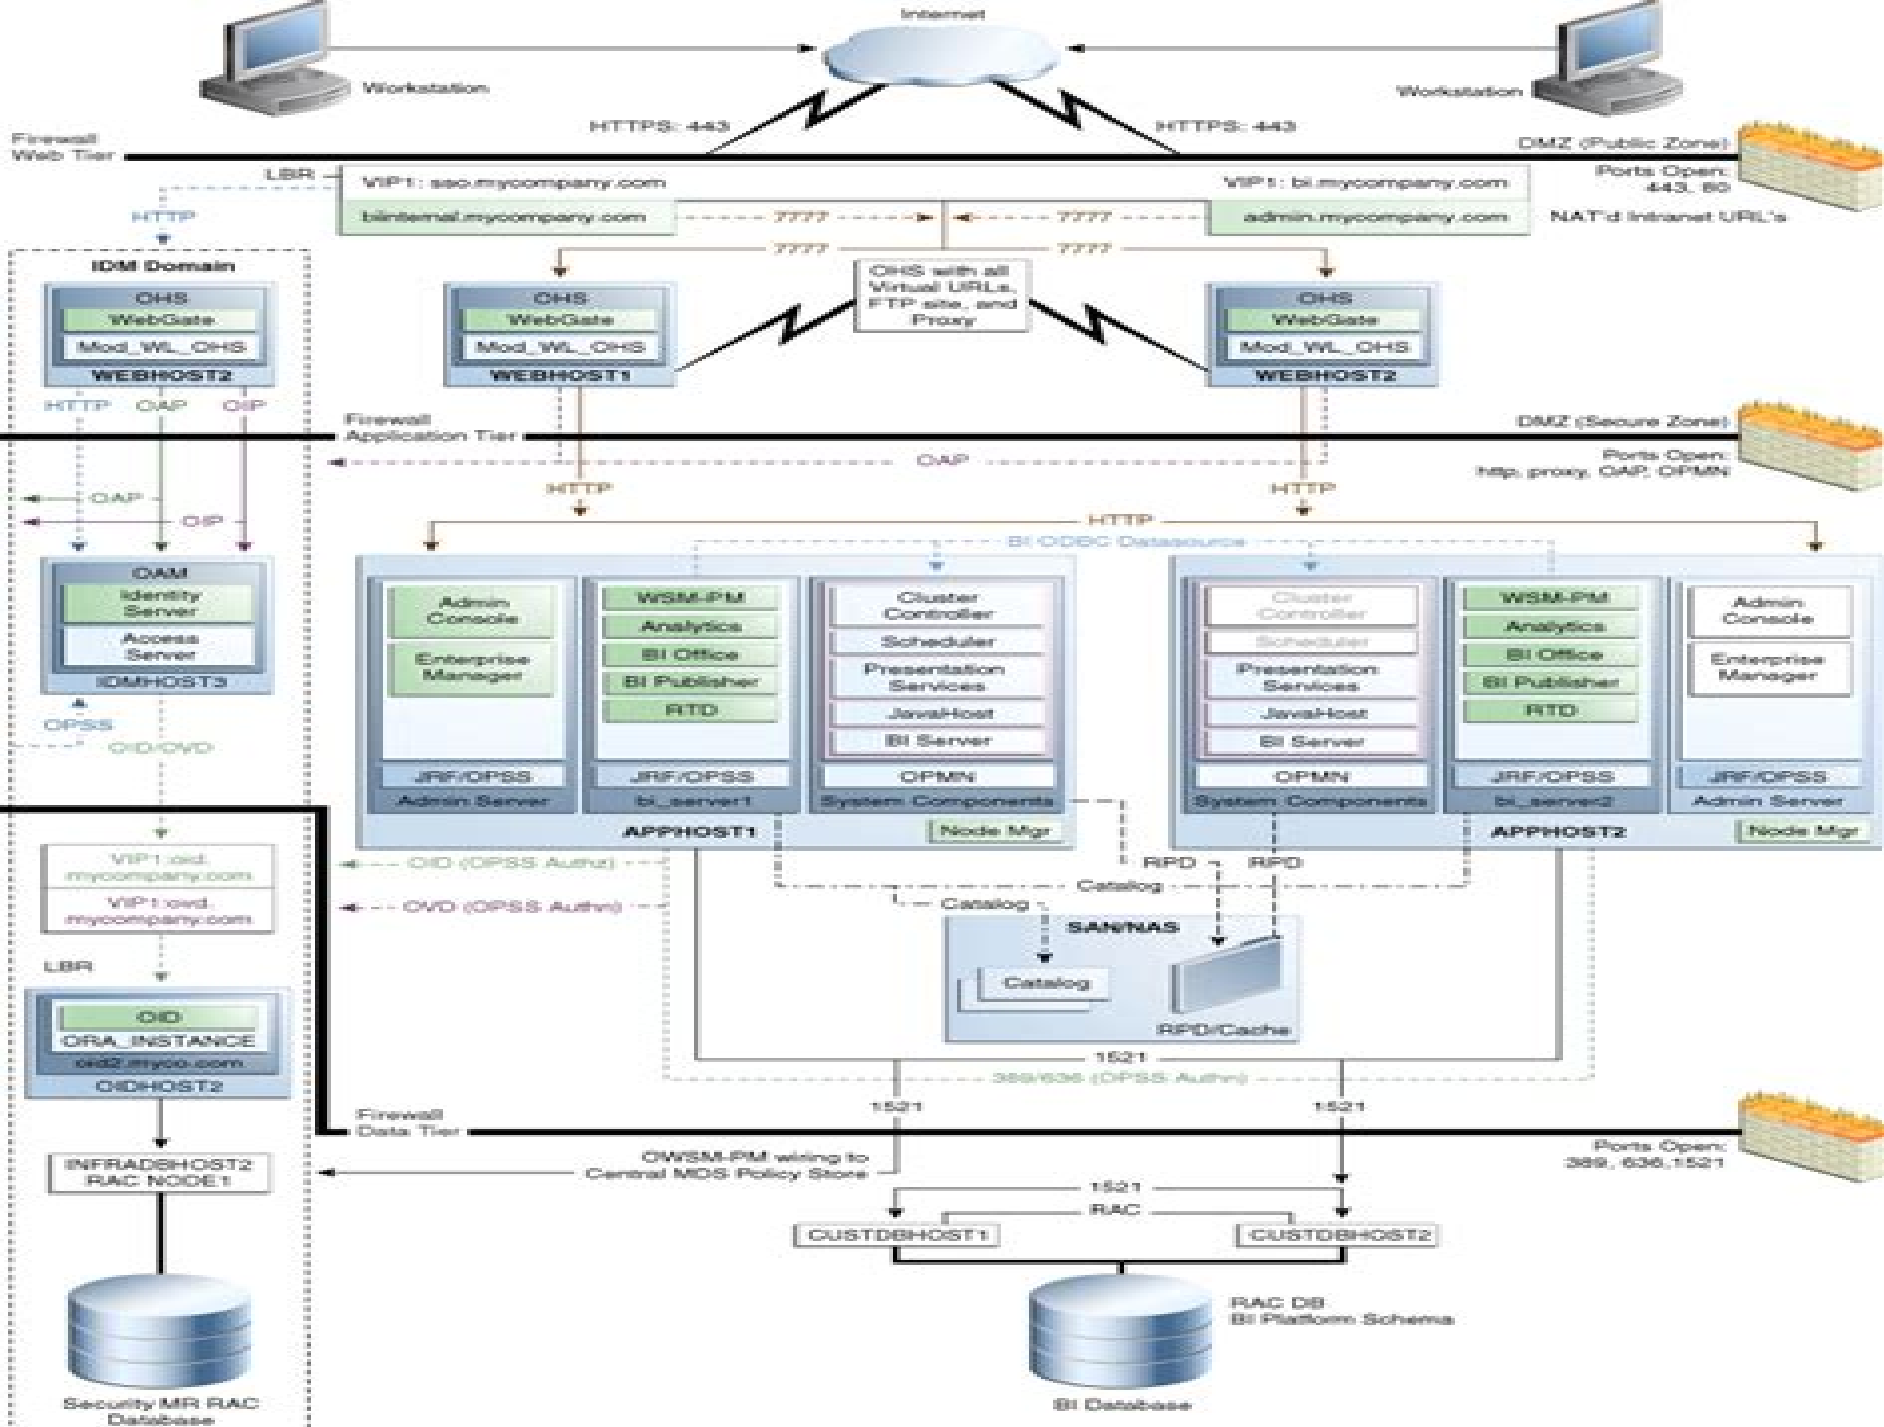 Internet
Workstation
Workstation
HTTPS: 443
HTTPS: 443
Firewall
Web Tier
DMZ (Public Zone)
Ports Open:
443, 80
LBR
VIP1: sso.mycompany.com
VIP1: bi.mycompany.com
HTTP
biinternal.mycompany.com
7777
7777
admin.mycompany.com
NAT'd Intranet URL's
7777
7777
IDM Domain
OHS
WebGate
Mod_WL_OHS
WEBHOST2
OHS
WebGate
Mod_WL_OHS
WEBHOST1
OHS with all
Virtual URLs,
FTP site, and
Proxy
OHS
WebGate
Mod_WL_OHS
WEBHOST2
HTTP
OAP
OIP
Firewall
Application Tier
DMZ (Secure Zone)
Ports Open:
http, proxy, OAP, OPMN
OAP
OAP
OIP
HTTP
HTTP
HTTP
BI ODBC Datasource
OAM
Identity
Server
Access
Server
IDMHOST3
OPSS
OID/OVD
Admin
Console
Enterprise
Manager
JRF/OPSS
Admin Server
WSM-PM
Analytics
BI Office
BI Publisher
RTD
JRF/OPSS
bi_server1
Cluster
Controller
Scheduler
Presentation
Services
JavaHost
BI Server
OPMN
System Components
APPHOST1
Node Mgr
Cluster
Controller
Scheduler
Presentation
Services
JavaHost
BI Server
OPMN
System Components
WSM-PM
Analytics
BI Office
BI Publisher
RTD
JRF/OPSS
bi_server2
Admin
Console
Enterprise
Manager
JRF/OPSS
Admin Server
APPHOST2
Node Mgr
VIP1:oid.
mycompany.com
VIP1:ovd.
mycompany.com
LBR
OID (OPSS Authz)
OVD (OPSS Authn)
RPD
RPD
Catalog
Catalog
SAN/NAS
Catalog
RPD/Cache
OID
ORA_INSTANCE
oid2.myco.com
OIDHOST2
1521
389/636 (OPSS Authn)
1521
1521
Firewall
Data Tier
Ports Open:
389, 636,1521
INFRADBHOST2
RAC NODE1
OWSM-PM wiring to
Central MDS Policy Store
1521
RAC
CUSTDBHOST1
CUSTDBHOST2
RAC DB
BI Platform Schema
Security MR RAC
Database
BI Database